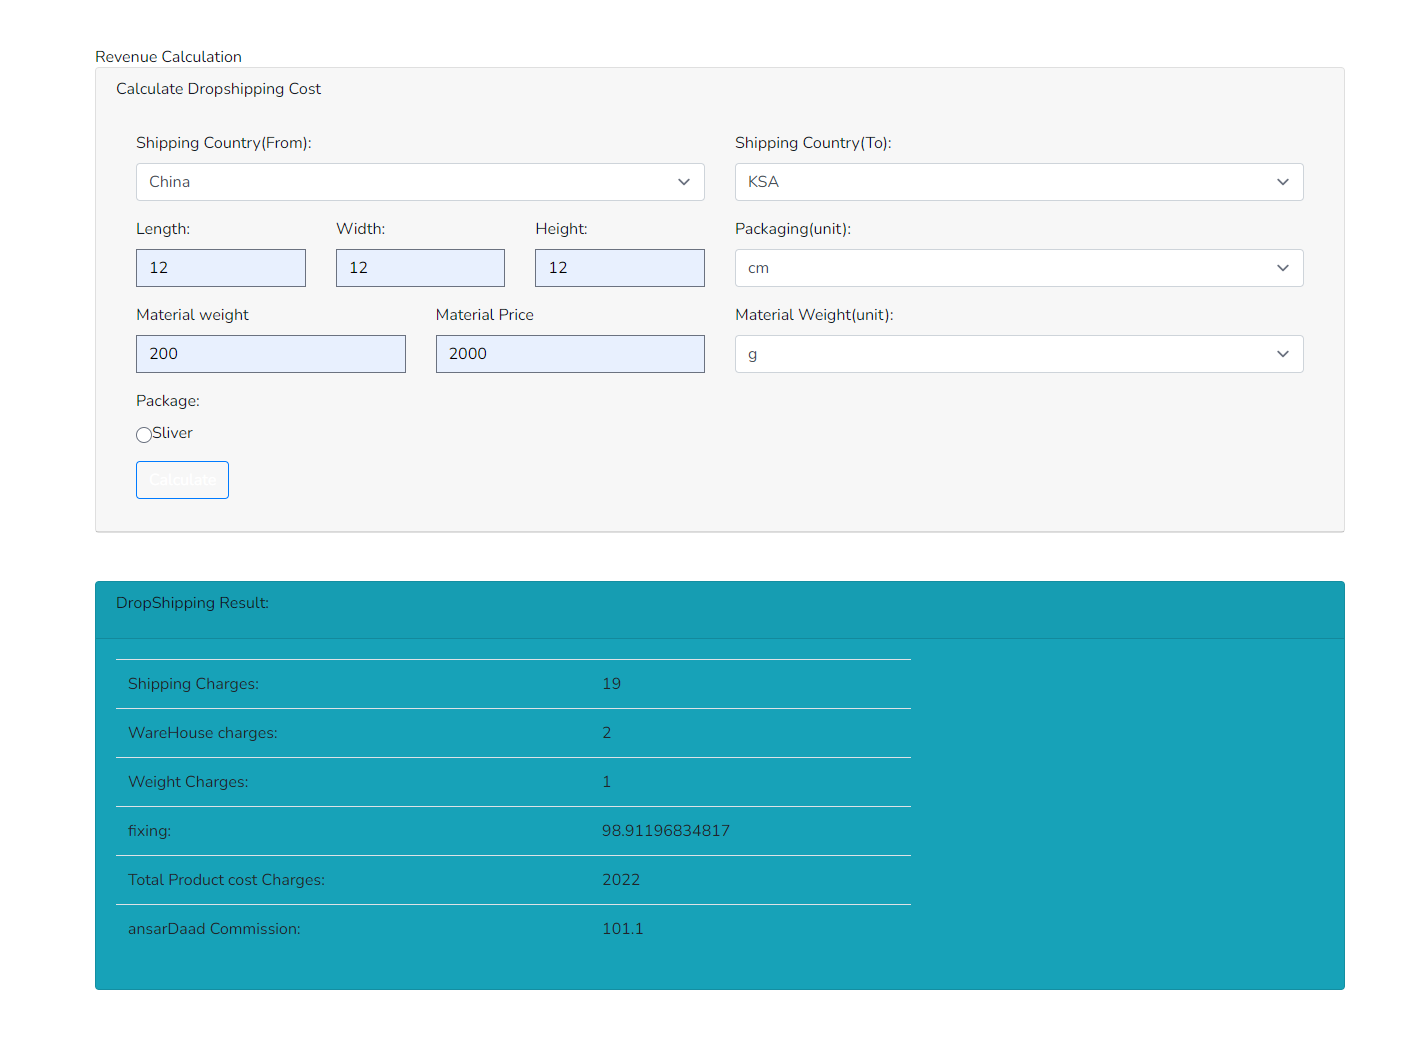 Revenue Calculation
Calculate Dropshipping Cost
Shipping Country(From): Shipping Country(To):
China KSA
Length: Width: Height: Packaging(unit):
12 12 12 cm
Material weight Material Price Material Weight(unit):
200 2000 g
Package:
Sliver
Calculate
DropShipping Result:
Shipping Charges: 19
WareHouse charges: 2
Weight Charges: 1
fixing: 98.91196834817
Total Product cost Charges: 2022
ansarDaad Commission: 101.1